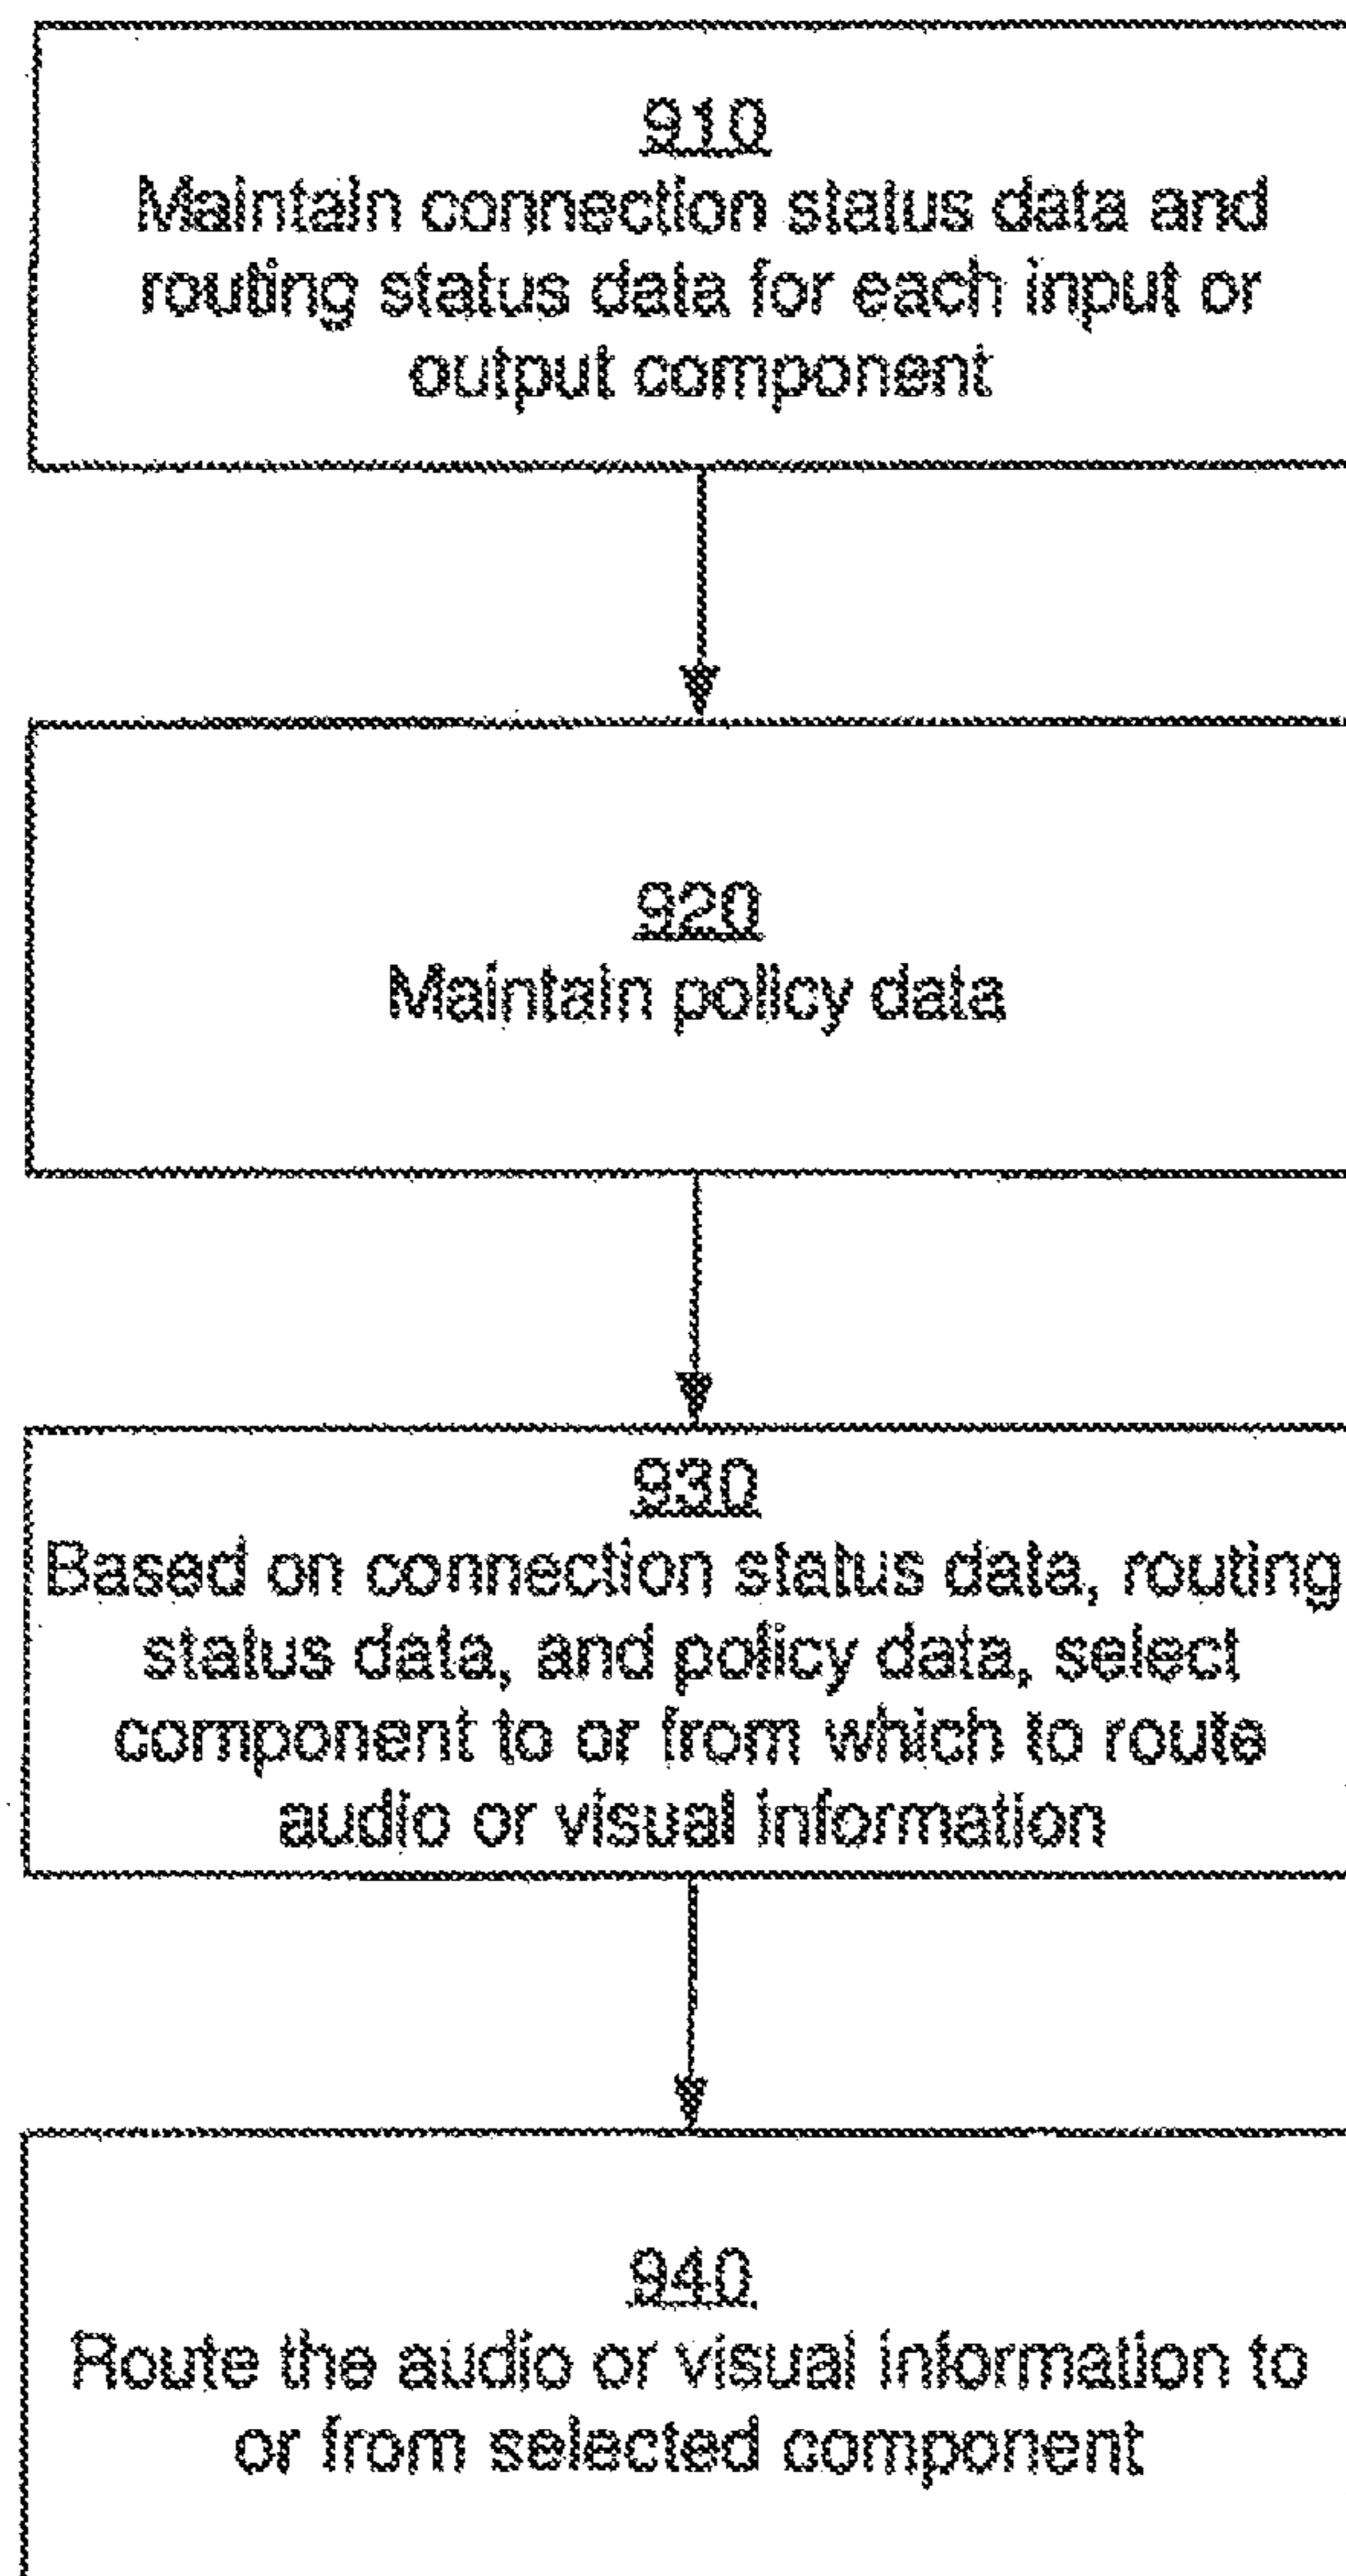 910
Maintain connection status data and
routing status data for each input or
output component
920
Maintain policy data
930
Based on connection status data, routing
status data, and policy data, select
component to or from which to route
audio or visual information
940
Route the audio or visual information to
or from selected component